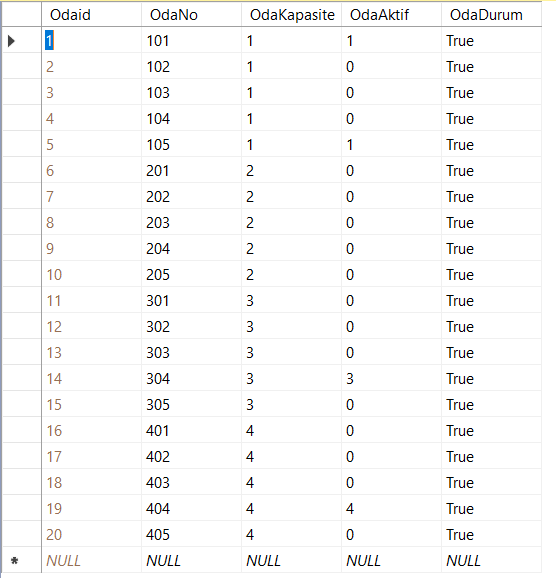 Odaid OdaNo OdaKapasite OdaAktif OdaDurum
1 101 1 1 True
2 102 1 0 True
3 103 1 0 True
4 104 1 0 True
5 105 1 1 True
6 201 2 0 True
7 202 2 0 True
8 203 2 0 True
9 204 2 0 True
10 205 2 0 True
11 301 3 0 True
12 302 3 0 True
13 303 3 0 True
14 304 3 3 True
15 305 3 0 True
16 401 4 0 True
17 402 4 0 True
18 403 4 0 True
19 404 4 4 True
20 405 4 0 True
* NULL NULL NULL NULL NULL